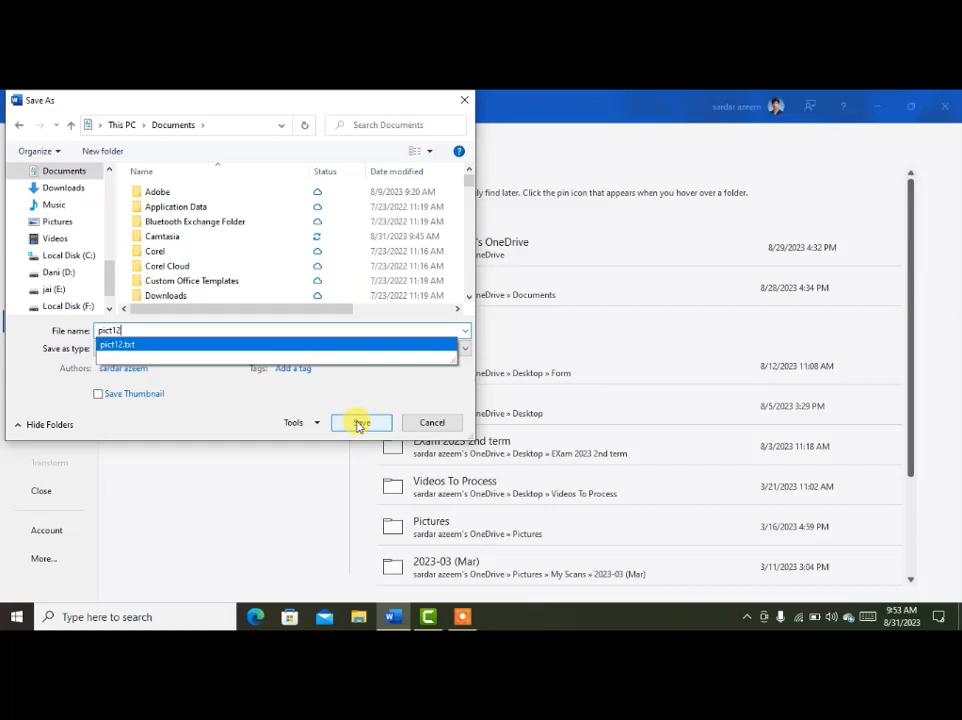 Save As
sardar azeem
?
This PC > Documents >
Search Documents
Organize
New folder
?
Name
Status
Date modified
Documents
Downloads
Music
Pictures
Videos
Local Disk (C:)
Dani (D:)
jai (E:)
Local Disk (F:)
Adobe
8/9/2023 9:20 AM
Application Data
7/23/2022 11:19 AM
Bluetooth Exchange Folder
7/23/2022 11:19 AM
Camtasia
8/31/2023 9:45 AM
Corel
7/23/2022 11:16 AM
Corel Cloud
7/23/2022 11:16 AM
Custom Office Templates
7/23/2022 11:19 AM
Downloads
7/23/2022 11:19 AM
File name:
pict12
pict12.txt
Save as type:
Authors:
sardar azeem
Tags:
Add a tag
Save Thumbnail
Hide Folders
Tools
Save
Cancel
Transform
Close
Account
More...
ly find later. Click the pin icon that appears when you hover over a folder.
's OneDrive
neDrive
8/29/2023 4:32 PM
neDrive » Documents
8/28/2023 4:34 PM
neDrive » Desktop » Form
8/12/2023 11:08 AM
neDrive » Desktop
8/5/2023 3:29 PM
EXam 2023 2nd term
sardar azeem's OneDrive » Desktop » EXam 2023 2nd term
8/3/2023 11:18 AM
Videos To Process
sardar azeem's OneDrive » Desktop » Videos To Process
3/21/2023 11:02 AM
Pictures
sardar azeem's OneDrive » Pictures
3/16/2023 4:59 PM
2023-03 (Mar)
sardar azeem's OneDrive » Pictures » My Scans » 2023-03 (Mar)
3/11/2023 3:04 PM
Type here to search
9:53 AM
8/31/2023